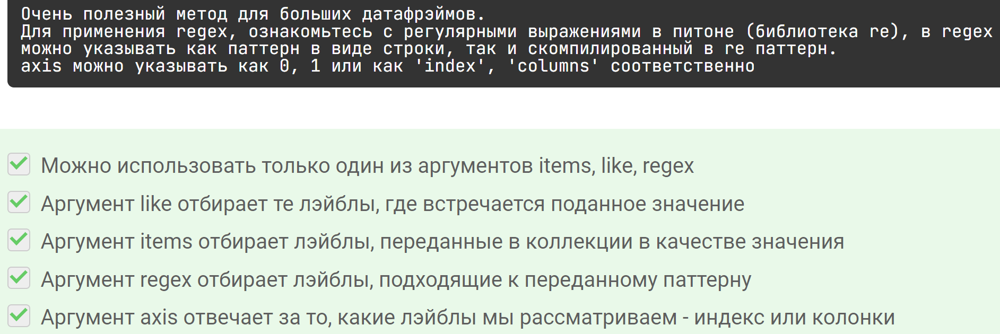 Очень полезный метод для больших датафрэймов.
Для применения regex, ознакомьтесь с регулярными выражениями в питоне (библиотека re), в regex
можно указывать как паттерн в виде строки, так и скомпилированный в re паттерн.
axis можно указывать как 0, 1 или как 'index', 'columns' соответственно
Можно использовать только один из аргументов items, like, regex
Аргумент like отбирает те лэйблы, где встречается поданное значение
Аргумент items отбирает лэйблы, переданные в коллекции в качестве значения
Аргумент regex отбирает лэйблы, подходящие к переданному паттерну
Аргумент axis отвечает за то, какие лэйблы мы рассматриваем - индекс или колонки